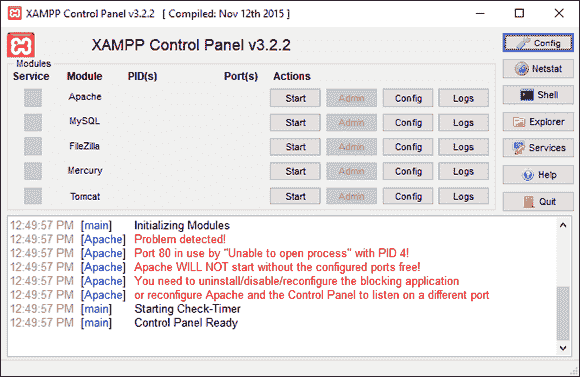 XAMPP Control Panel v3.2.2 [ Compiled: Nov 12th 2015 ]
XAMPP Control Panel v3.2.2
Config
Modules
Service Module PID(s) Port(s) Actions
Netstat
Apache Start Admin Config Logs
Shell
MySQL Start Admin Config Logs
Explorer
FileZilla Start Admin Config Logs
Services
Mercury Start Admin Config Logs
Help
Tomcat Start Admin Config Logs
Quit
12:49:57 PM [main] Initializing Modules
12:49:57 PM [Apache] Problem detected!
12:49:57 PM [Apache] Port 80 in use by "Unable to open process" with PID 4!
12:49:57 PM [Apache] Apache WILL NOT start without the configured ports free!
12:49:57 PM [Apache] You need to uninstall/disable/reconfigure the blocking application
12:49:57 PM [Apache] or reconfigure Apache and the Control Panel to listen on a different port
12:49:57 PM [main] Starting Check-Timer
12:49:57 PM [main] Control Panel Ready